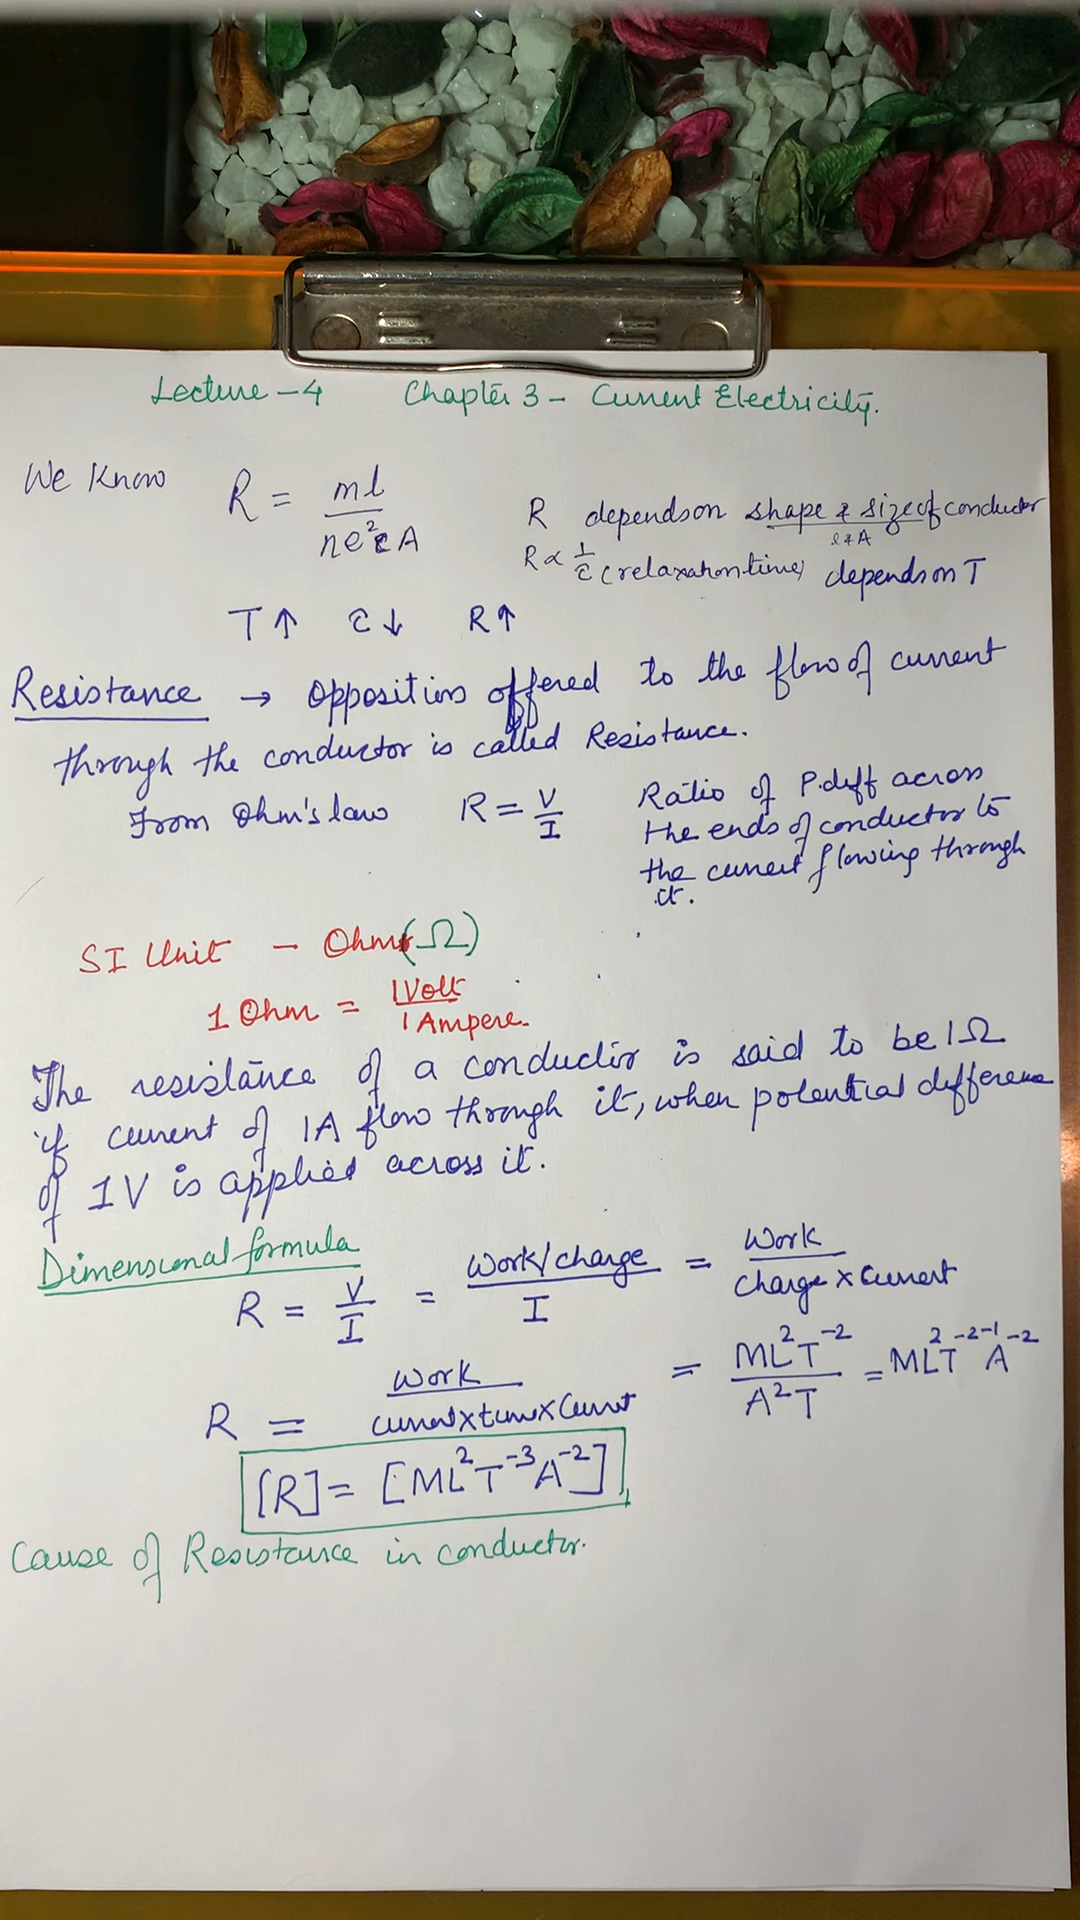 Lecture-4 Chapter 3 - Current Electricity.
We Know R = ml / ne²τA
R depends on shape & size of conductor
l & A
R ∝ 1/τ (relaxation time) depends on T
T↑ τ↓ R↑
Resistance → Opposition offered to the flow of current
through the conductor is called Resistance.
From Ohm's law R = V/I
Ratio of P.diff across
the ends of conductor to
the current flowing through
it.
SI Unit - Ohm (Ω)
1 Ohm = 1Volt / 1 Ampere.
The resistance of a conductor is said to be 1Ω
if current of 1A flow through it, when potential difference
of 1V is applied across it.
Dimensional formula
R = V/I = Work/charge / I = Work / Charge x Current
R = Work / current x time x Current = ML²T⁻² / A²T = ML²T⁻²⁻¹A⁻²
[R] = [ML²T⁻³A⁻²]
Cause of Resistance in conductor.